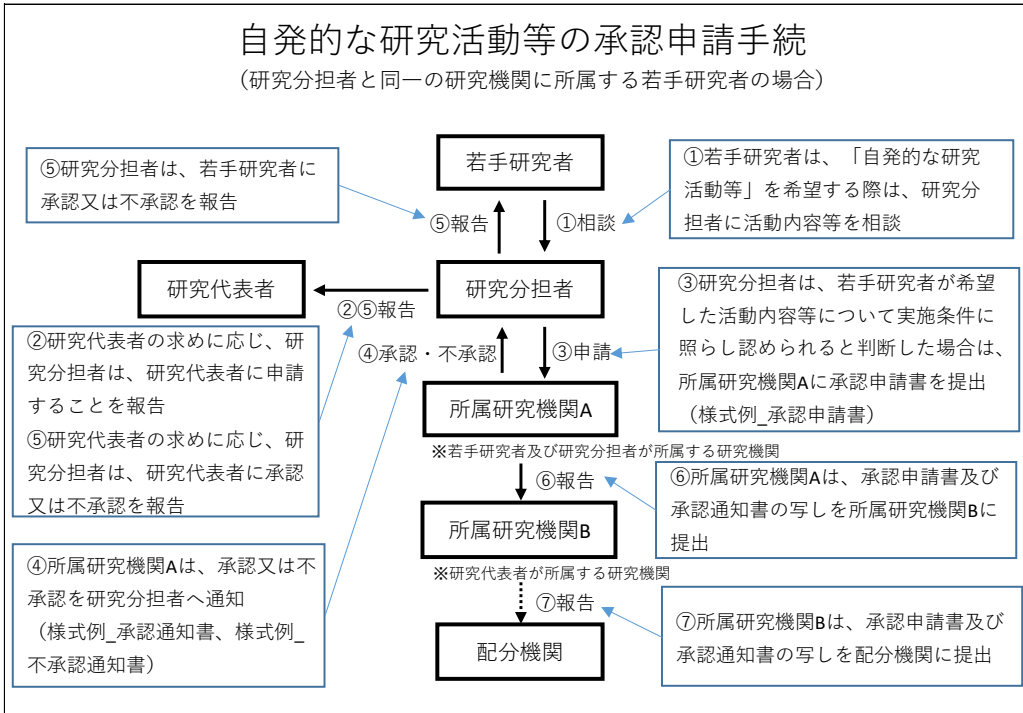 自発的な研究活動等の承認申請手続
(研究分担者と同一の研究機関に所属する若手研究者の場合)
⑤研究分担者は、若手研究者に
承認又は不承認を報告
若手研究者
①若手研究者は、「自発的な研究
活動等」を希望する際は、研究分
担者に活動内容等を相談
⑤報告
①相談
研究代表者
研究分担者
②⑤報告
③研究分担者は、若手研究者が希望
した活動内容等について実施条件に
照らし認められると判断した場合は、
所属研究機関Aに承認申請書を提出
(様式例_承認申請書)
②研究代表者の求めに応じ、研
究分担者は、研究代表者に申請
することを報告
⑤研究代表者の求めに応じ、研
究分担者は、研究代表者に承認
又は不承認を報告
④承認・不承認
③申請
所属研究機関A
※若手研究者及び研究分担者が所属する研究機関
⑥報告
⑥所属研究機関Aは、承認申請書及び
承認通知書の写しを所属研究機関Bに
提出
所属研究機関B
※研究代表者が所属する研究機関
④所属研究機関Aは、承認又は不
承認を研究分担者へ通知
(様式例_承認通知書、様式例_
不承認通知書)
⑦報告
⑦所属研究機関Bは、承認申請書及び
承認通知書の写しを配分機関に提出
配分機関